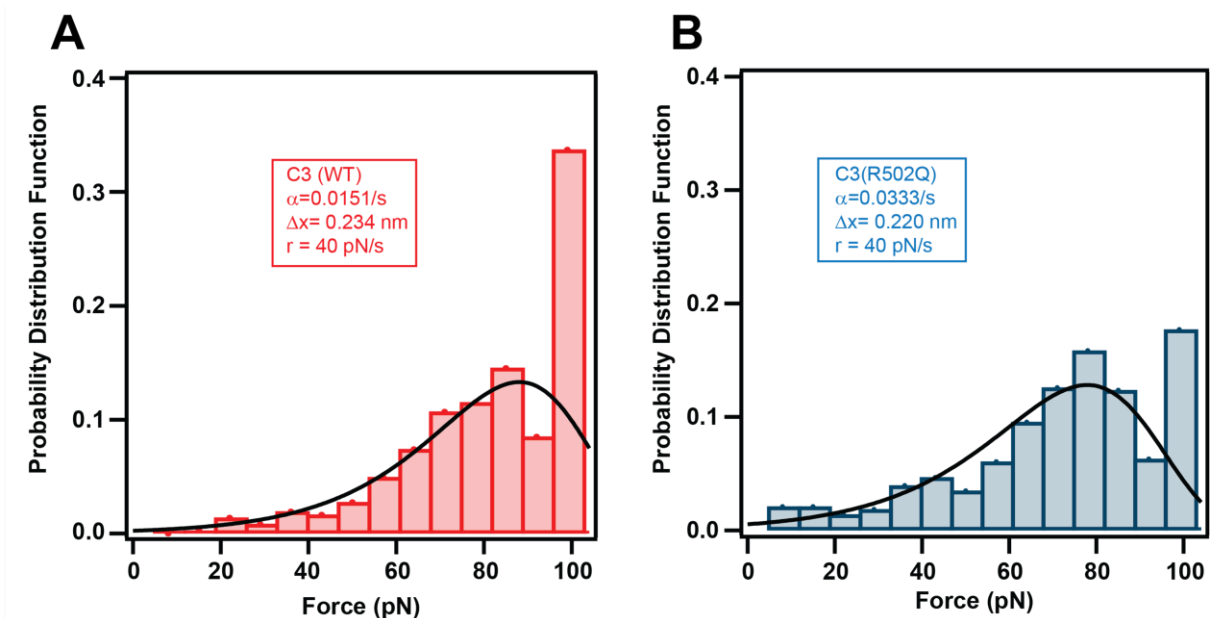 A
Probability Distribution Function
0.4
0.3
0.2
0.1
0.0
C3 (WT)
α=0.0151/s
Δx= 0.234 nm
r = 40 pN/s
0 20 40 60 80 100
Force (pN)
B
Probability Distribution Function
0.4
0.3
0.2
0.1
0.0
C3(R502Q)
α=0.0333/s
Δx= 0.220 nm
r = 40 pN/s
0 20 40 60 80 100
Force (pN)